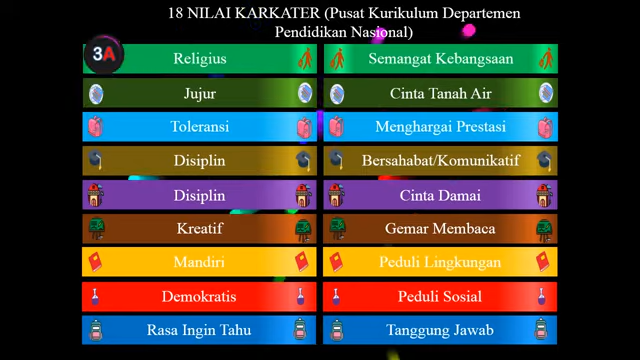 18 NILAI KARKATER (Pusat Kurikulum Departemen
Pendidikan Nasional)
3A
Religius
Semangat Kebangsaan
Jujur
Cinta Tanah Air
Toleransi
Menghargai Prestasi
Disiplin
Bersahabat/Komunikatif
Disiplin
Cinta Damai
Kreatif
Gemar Membaca
Mandiri
Peduli Lingkungan
Demokratis
Peduli Sosial
Rasa Ingin Tahu
Tanggung Jawab